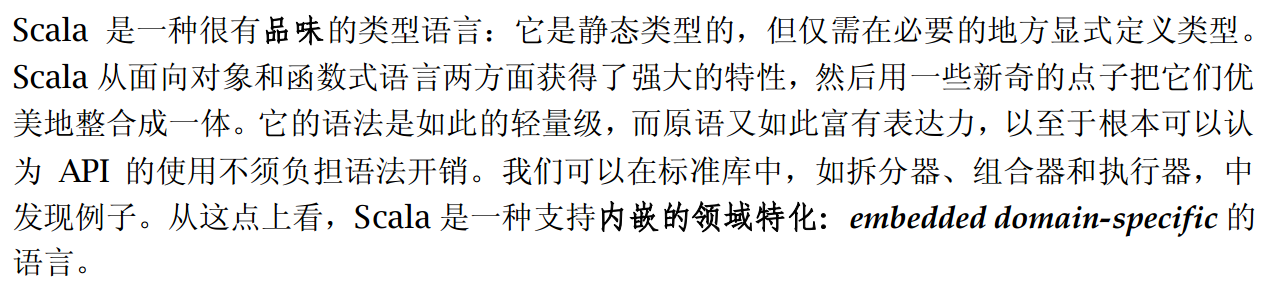 Scala 是一种很有品味的类型语言：它是静态类型的，但仅需在必要的地方显式定义类型。
Scala 从面向对象和函数式语言两方面获得了强大的特性，然后用一些新奇的点子把它们优
美地整合成一体。它的语法是如此的轻量级，而原语又如此富有表达力，以至于根本可以认
为 API 的使用不须负担语法开销。我们可以在标准库中，如拆分器、组合器和执行器，中
发现例子。从这点上看，Scala 是一种支持内嵌的领域特化：embedded domain-specific 的
语言。